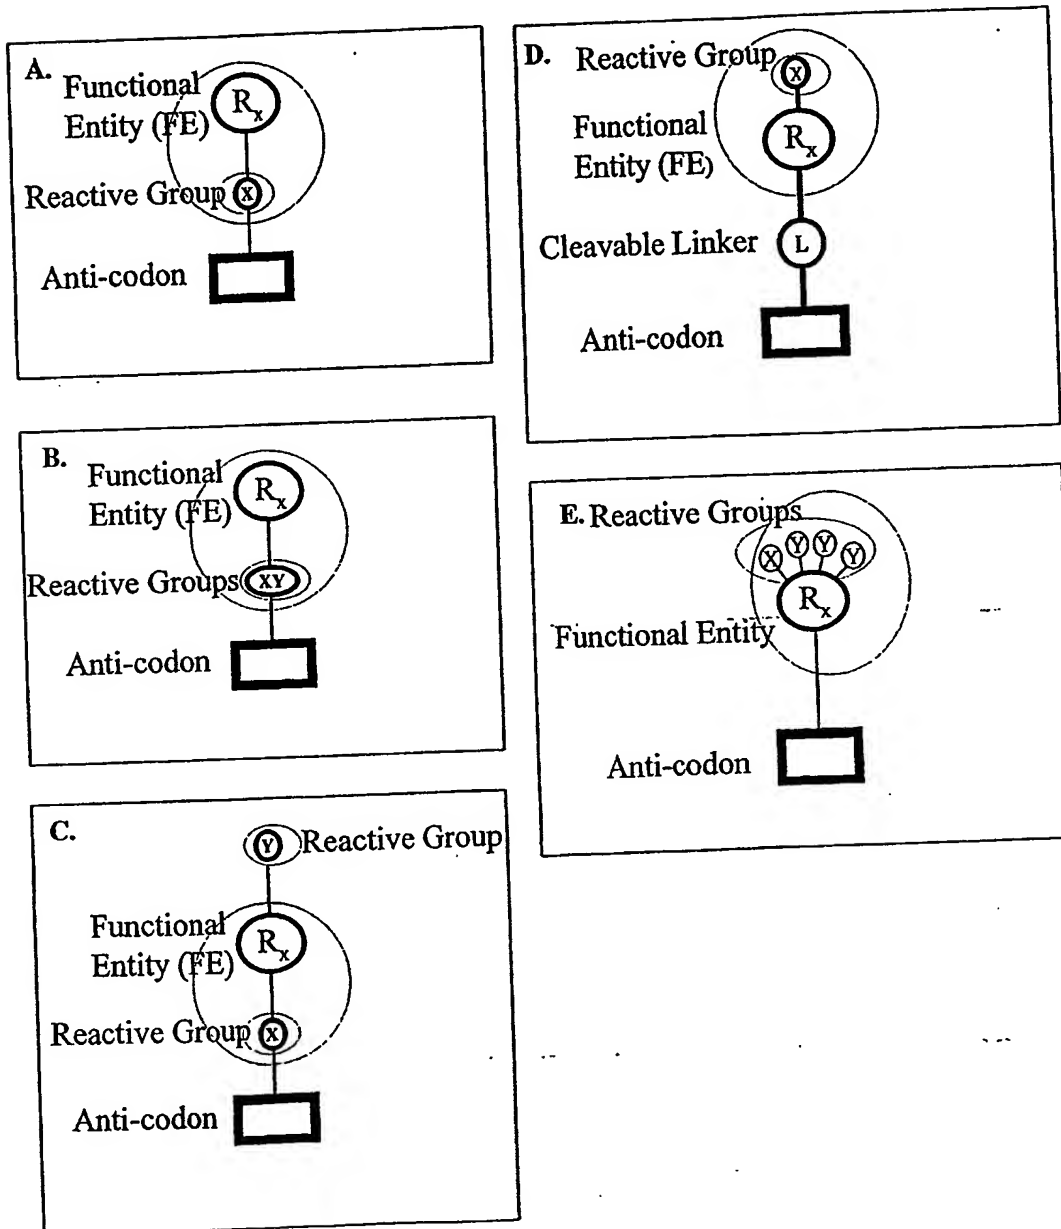 A.
Functional
Entity (FE)
Rx
Reactive Group
X
Anti-codon
B.
Functional
Entity (FE)
Rx
Reactive Groups
XY
Anti-codon
C.
Y
Reactive Group
Functional
Entity (FE)
Rx
Reactive Group
X
Anti-codon
D.
Reactive Group
X
Functional
Entity (FE)
Rx
Cleavable Linker
L
Anti-codon
E. Reactive Groups
X Y Y Y
Rx
Functional Entity
Anti-codon